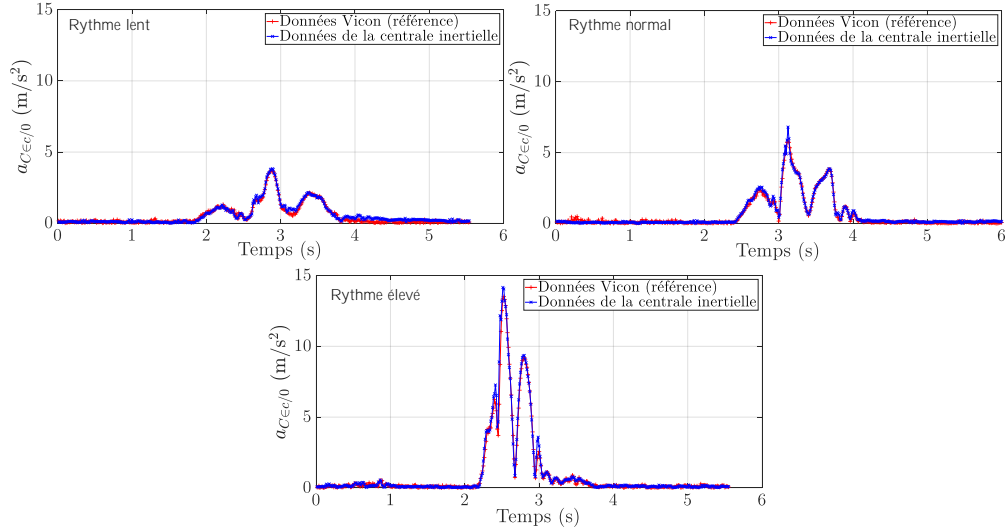 Rythme lent
Données Vicon (référence)
Données de la centrale inertielle
a_{C∈c/0} (m/s²)
15
10
5
0
0 1 2 3 4 5 6
Temps (s)
Rythme normal
Données Vicon (référence)
Données de la centrale inertielle
a_{C∈c/0} (m/s²)
15
10
5
0
0 1 2 3 4 5 6
Temps (s)
Rythme élevé
Données Vicon (référence)
Données de la centrale inertielle
a_{C∈c/0} (m/s²)
15
10
5
0
0 1 2 3 4 5 6
Temps (s)